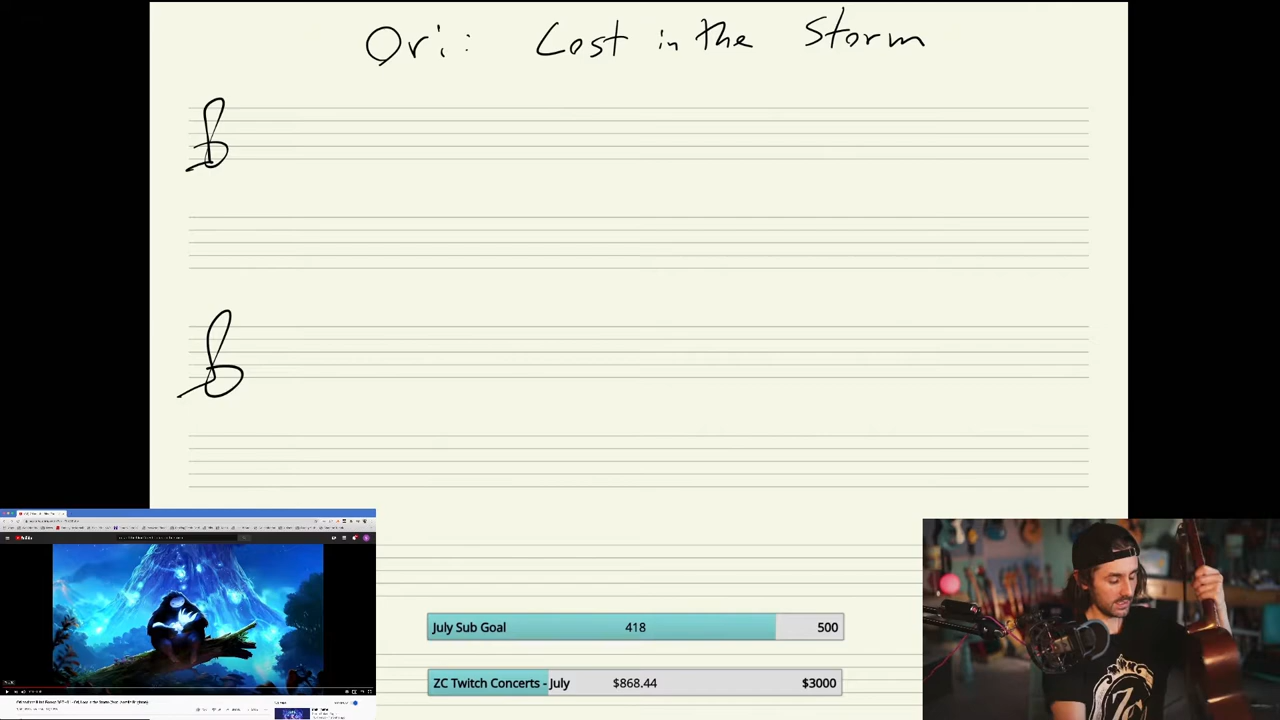 Ori: Lost in the Storm
July Sub Goal 418 500
ZC Twitch Concerts - July $868.44 $3000